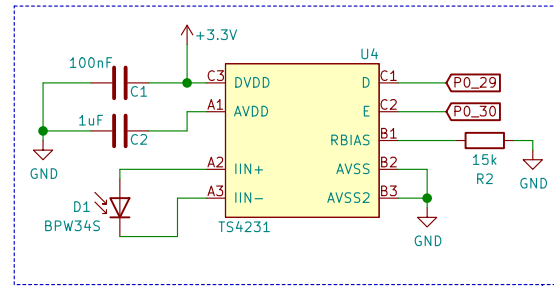 +3.3V
U4
100nF
C1
C3 DVDD
D C1
P0_29
1uF
C2
A1 AVDD
E C2
P0_30
RBIAS B1
15k
R2
GND
GND
A2 IIN+
AVSS B2
A3 IIN-
AVSS2 B3
D1
BPW34S
TS4231
GND